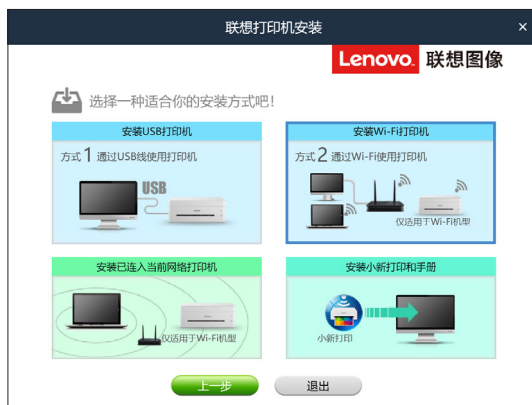 联想打印机安装
×
Lenovo. 联想图像
选择一种适合你的安装方式吧!
安装USB打印机
方式 1 通过USB线使用打印机
USB
安装Wi-Fi打印机
方式 2 通过Wi-Fi使用打印机
仅适用于Wi-Fi机型
安装已连入当前网络打印机
仅适用于Wi-Fi机型
安装小新打印和手册
小新打印
上一步
退出